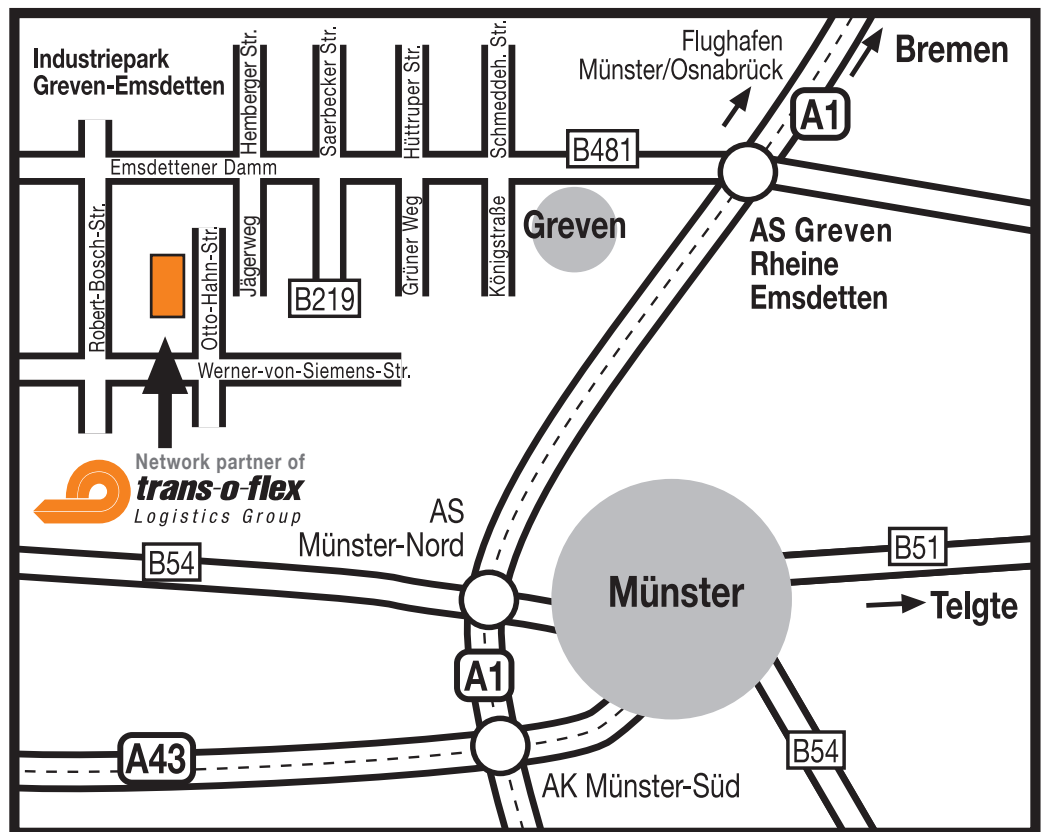 Industriepark
Greven-Emsdetten
Hemberger Str.
Saerbecker Str.
Hüttruper Str.
Schmeddeh. Str.
Flughafen
Münster/Osnabrück
Bremen
A1
B481
Emsdettener Damm
Robert-Bosch-Str.
Otto-Hahn-Str.
Jägerweg
B219
Grüner Weg
Königstraße
Greven
AS Greven
Rheine
Emsdetten
Werner-von-Siemens-Str.
Network partner of
trans-o-flex
Logistics Group
AS
Münster-Nord
B54
B51
Münster
Telgte
A1
A43
B54
AK Münster-Süd